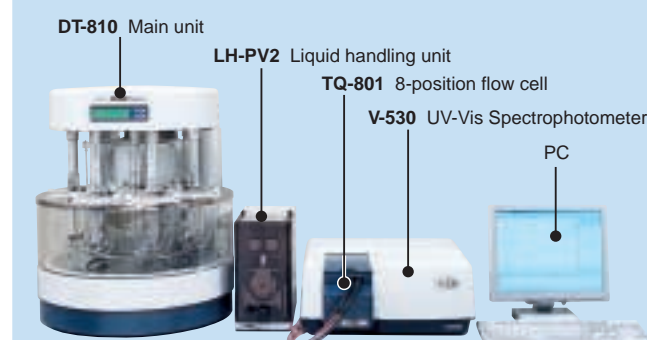 DT-810 Main unit
LH-PV2 Liquid handling unit
TQ-801 8-position flow cell
V-530 UV-Vis Spectrophotometer
PC